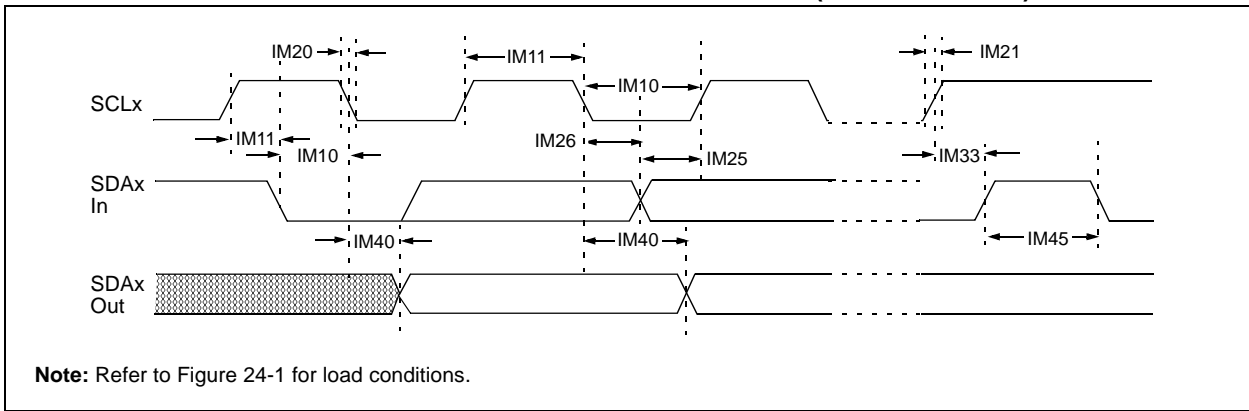 IM20
IM11
IM21
IM10
SCLx
IM11
IM26
IM10
IM25
IM33
SDAx
In
IM40
IM40
IM45
SDAx
Out
Note: Refer to Figure 24-1 for load conditions.